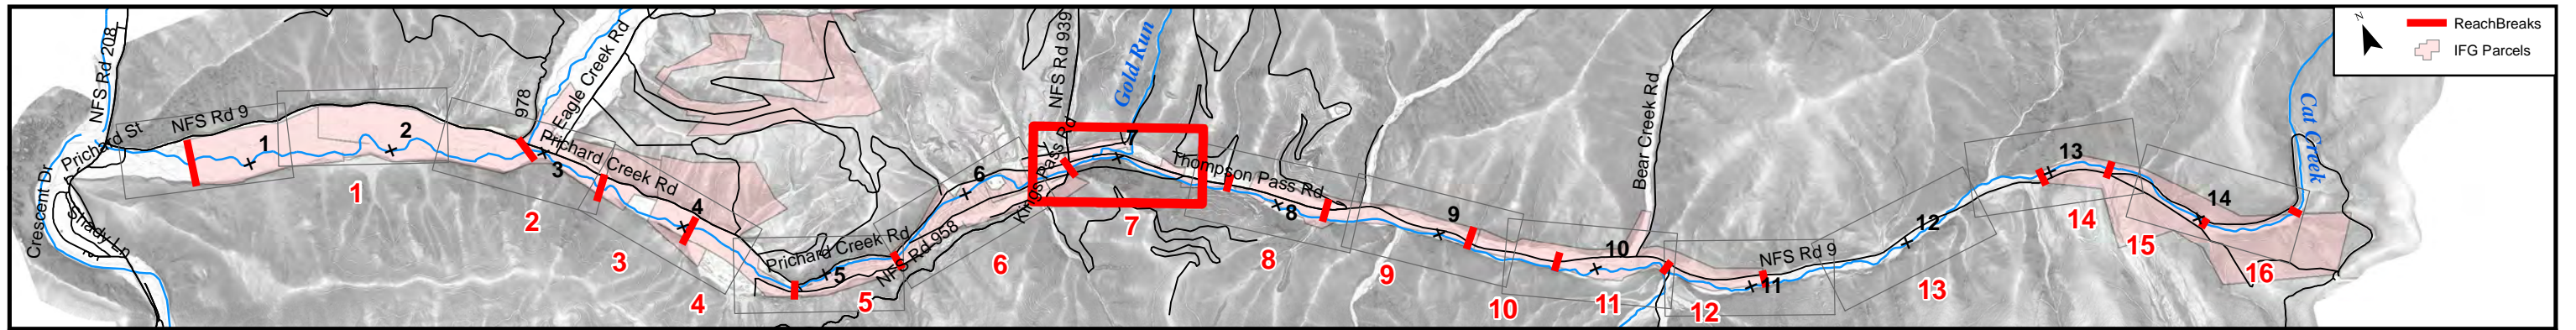 N
ReachBreaks
IFG Parcels
NFS Rd 208
Prichard St
NFS Rd 9
Crescent Dr
Shady Ln
978
Eagle Creek Rd
Prichard Creek Rd
Prichard Creek Rd
NFS Rd 958
Kings Pass Rd
NFS Rd 939
Gold Run
Thompson Pass Rd
Bear Creek Rd
NFS Rd 9
Cat Creek
1
2
3
4
5
6
7
8
9
10
11
12
13
14
1
2
3
4
5
6
7
8
9
10
11
12
13
14
15
16